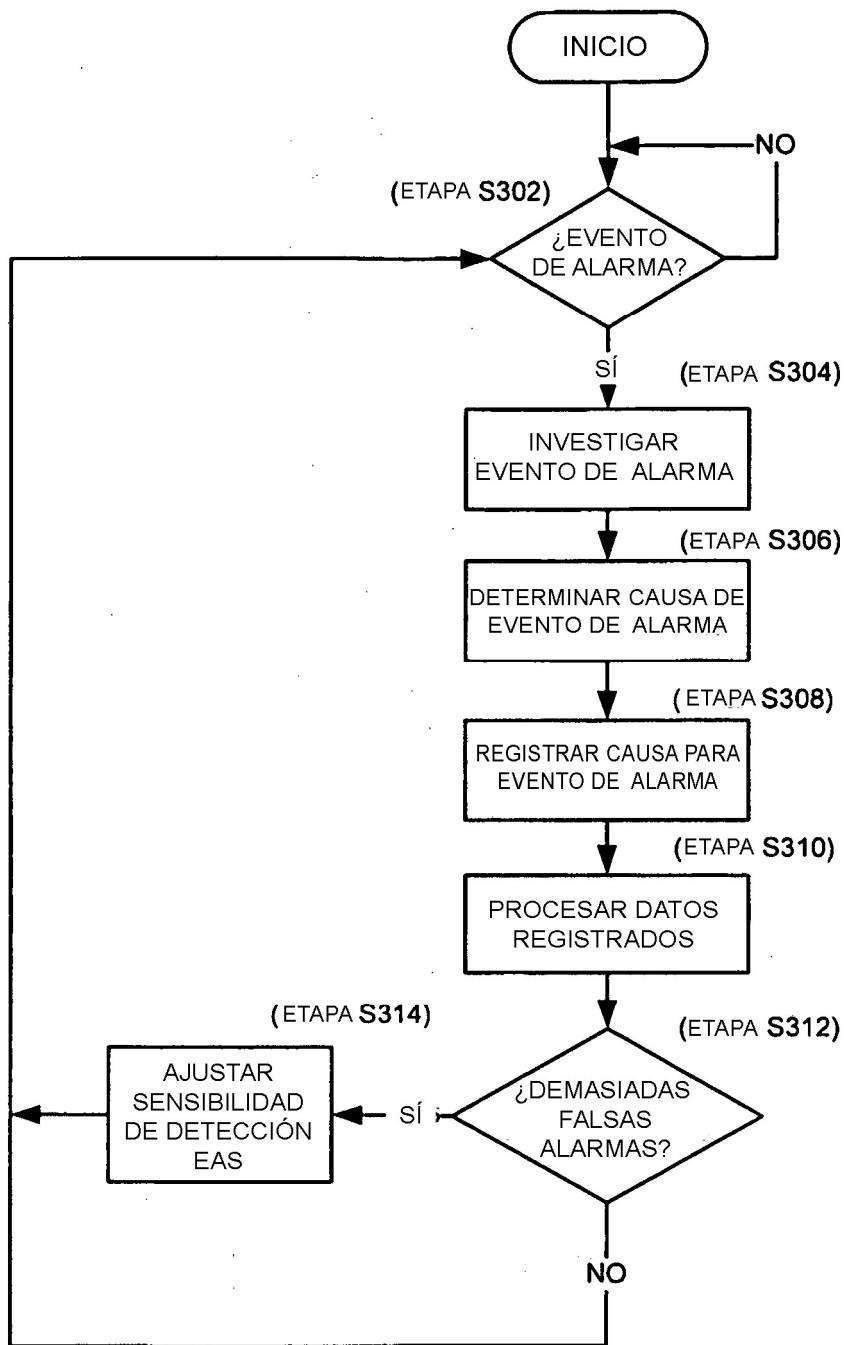 INICIO
NO
(ETAPA S302)
¿EVENTO
DE ALARMA?
SÍ
(ETAPA S304)
INVESTIGAR
EVENTO DE ALARMA
(ETAPA S306)
DETERMINAR CAUSA DE
EVENTO DE ALARMA
(ETAPA S308)
REGISTRAR CAUSA PARA
EVENTO DE ALARMA
(ETAPA S310)
PROCESAR DATOS
REGISTRADOS
(ETAPA S314)
(ETAPA S312)
AJUSTAR
SENSIBILIDAD
DE DETECCIÓN
EAS
SÍ
¿DEMASIADAS
FALSAS
ALARMAS?
NO